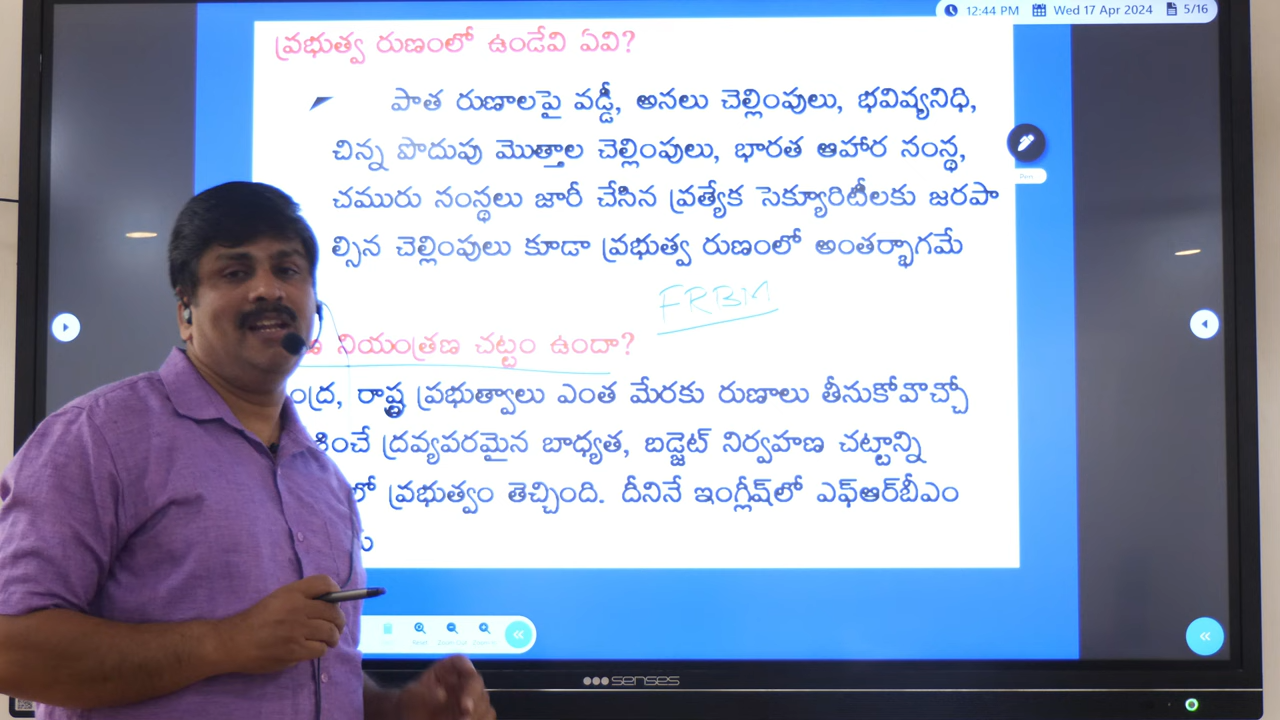 12:44 PM Wed 17 Apr 2024 5/16
ప్రభుత్వ రుణంలో ఉండేవి ఏవి?
పాత రుణాలపై వడ్డీ, అసలు చెల్లింపులు, భవిష్యనిధి,
చిన్న పొదుపు మొత్తాల చెల్లింపులు, భారత ఆహార సంస్థ,
చమురు సంస్థలు జారీ చేసిన ప్రత్యేక సెక్యూరిటీలకు జరపా
ల్సిన చెల్లింపులు కూడా ప్రభుత్వ రుణంలో అంతర్భాగమే
FRBM
నియంత్రణ చట్టం ఉందా?
రాష్ట్ర ప్రభుత్వాలు ఎంత మేరకు రుణాలు తీసుకోవొచ్చో
ద్రవ్యపరమైన బాధ్యత, బడ్జెట్ నిర్వహణ చట్టాన్ని
ప్రభుత్వం తెచ్చింది. దీనినే ఇంగ్లీష్‌లో ఎఫ్ఆర్‌బీఎం
Pen
senses